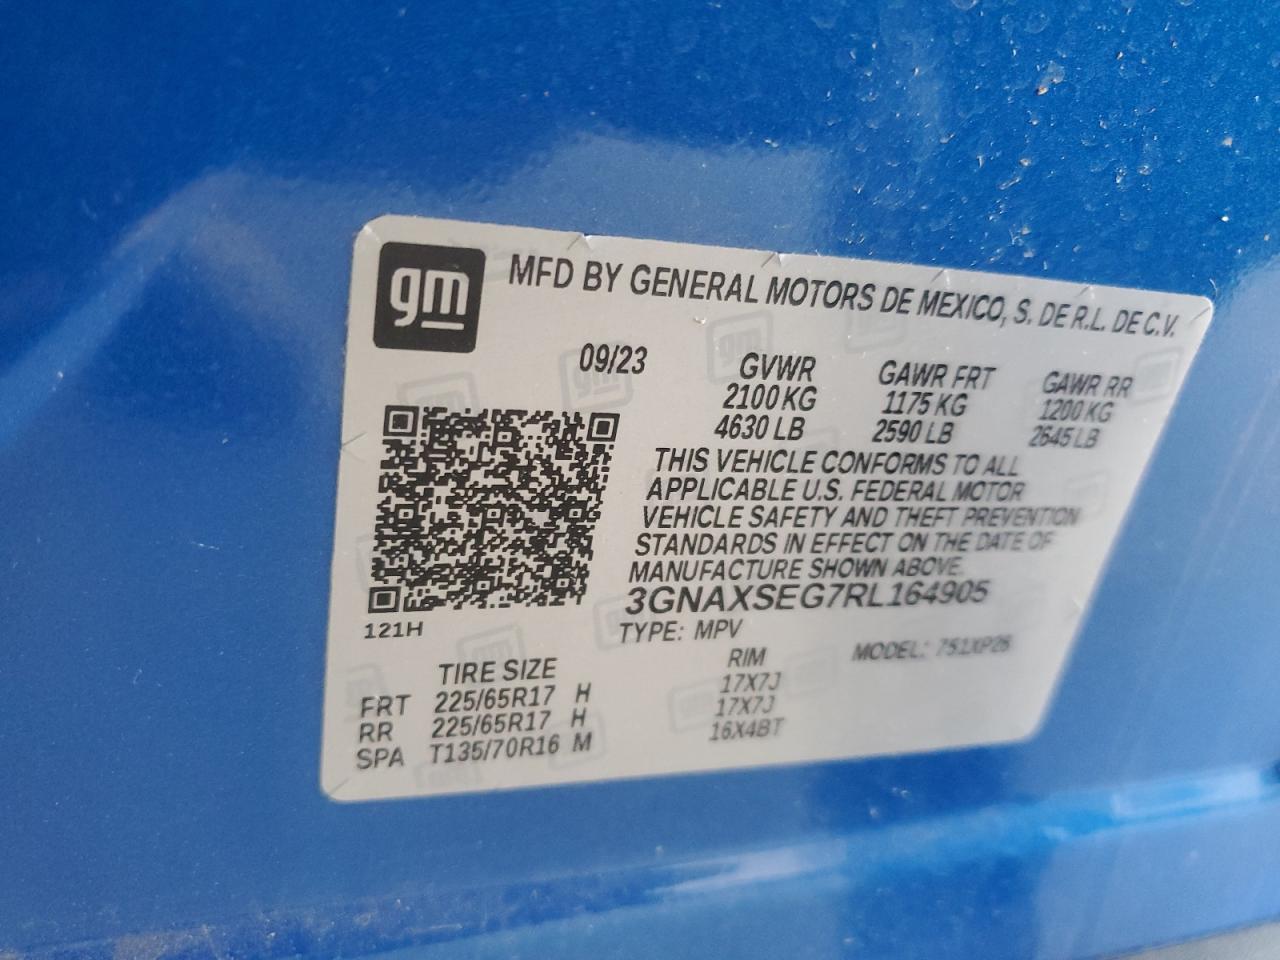 gm
MFD BY GENERAL MOTORS DE MEXICO, S. DE R.L. DE C.V.
09/23 GVWR GAWR FRT GAWR RR
2100 KG 1175 KG 1200 KG
4630 LB 2590 LB 2645 LB
THIS VEHICLE CONFORMS TO ALL
APPLICABLE U.S. FEDERAL MOTOR
VEHICLE SAFETY AND THEFT PREVENTION
STANDARDS IN EFFECT ON THE DATE OF
MANUFACTURE SHOWN ABOVE.
3GNAXSEG7RL164905
121H
TYPE: MPV MODEL: 751XP26
TIRE SIZE RIM
FRT 225/65R17 H 17X7J
RR 225/65R17 H 17X7J
SPA T135/70R16 M 16X4BT